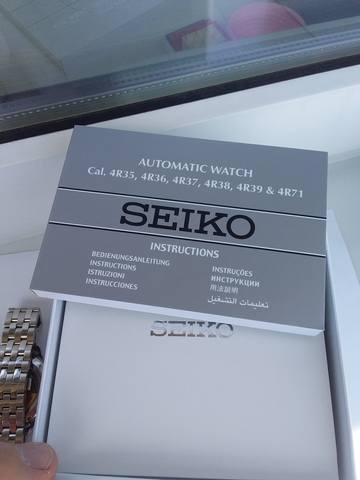 AUTOMATIC WATCH
Cal. 4R35, 4R36, 4R37, 4R38, 4R39 & 4R71
SEIKO
INSTRUCTIONS
BEDIENUNGSANLEITUNG
INSTRUCTIONS
ISTRUZIONI
INSTRUCCIONES
INSTRUÇÕES
ИНСТРУКЦИИ
用法說明
تعليمات التشغيل
SEIKO